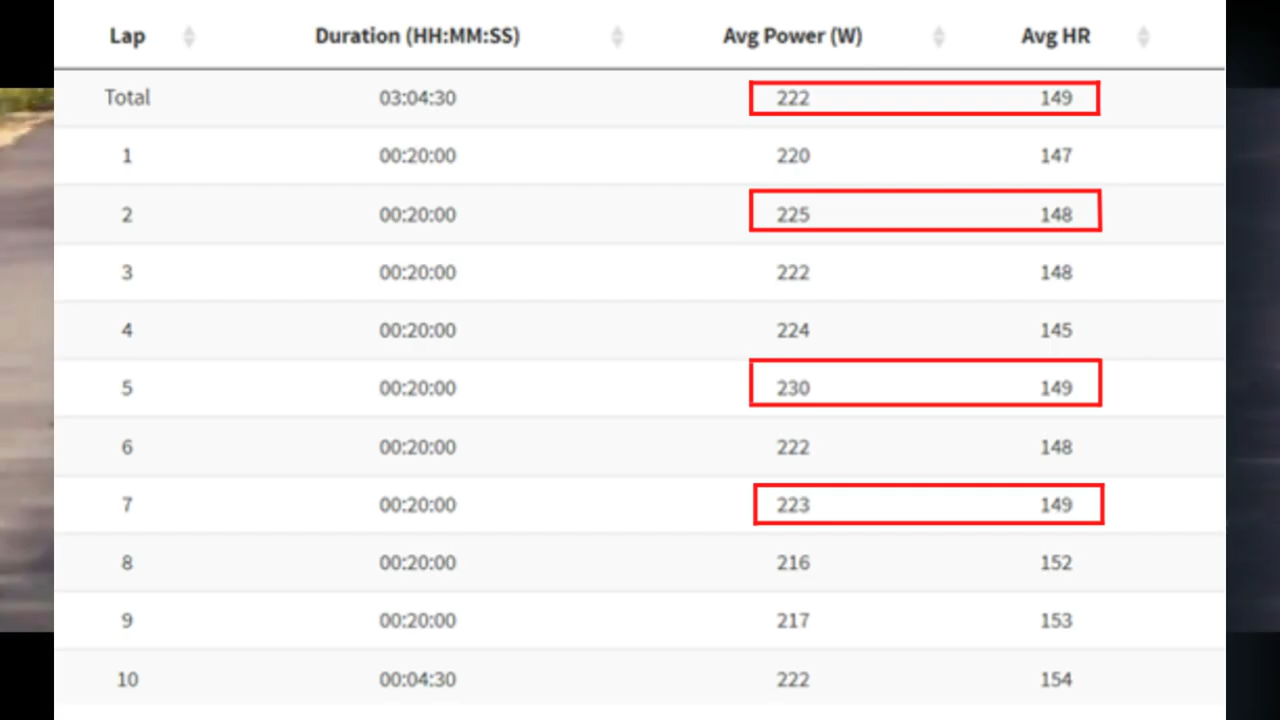 Lap Duration (HH:MM:SS) Avg Power (W) Avg HR
Total 03:04:30 222 149
1 00:20:00 220 147
2 00:20:00 225 148
3 00:20:00 222 148
4 00:20:00 224 145
5 00:20:00 230 149
6 00:20:00 222 148
7 00:20:00 223 149
8 00:20:00 216 152
9 00:20:00 217 153
10 00:04:30 222 154